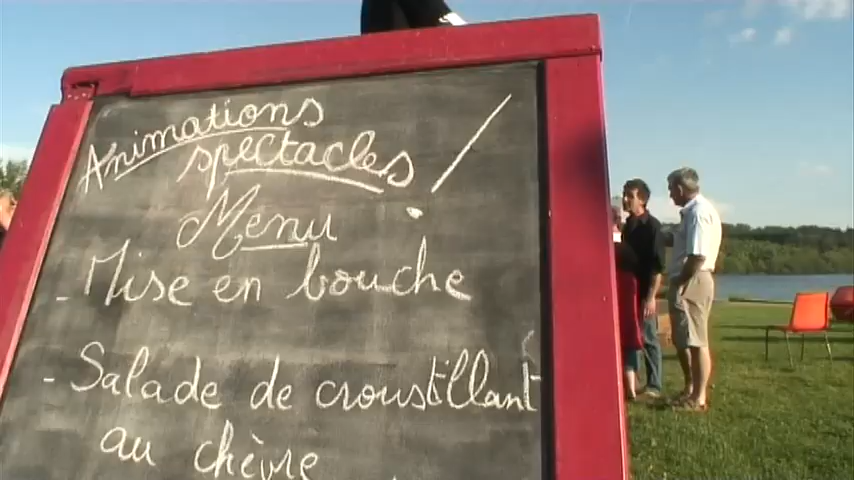 Animations
spectacles !
Menu
- Mise en bouche
- Salade de croustillant
au chèvre